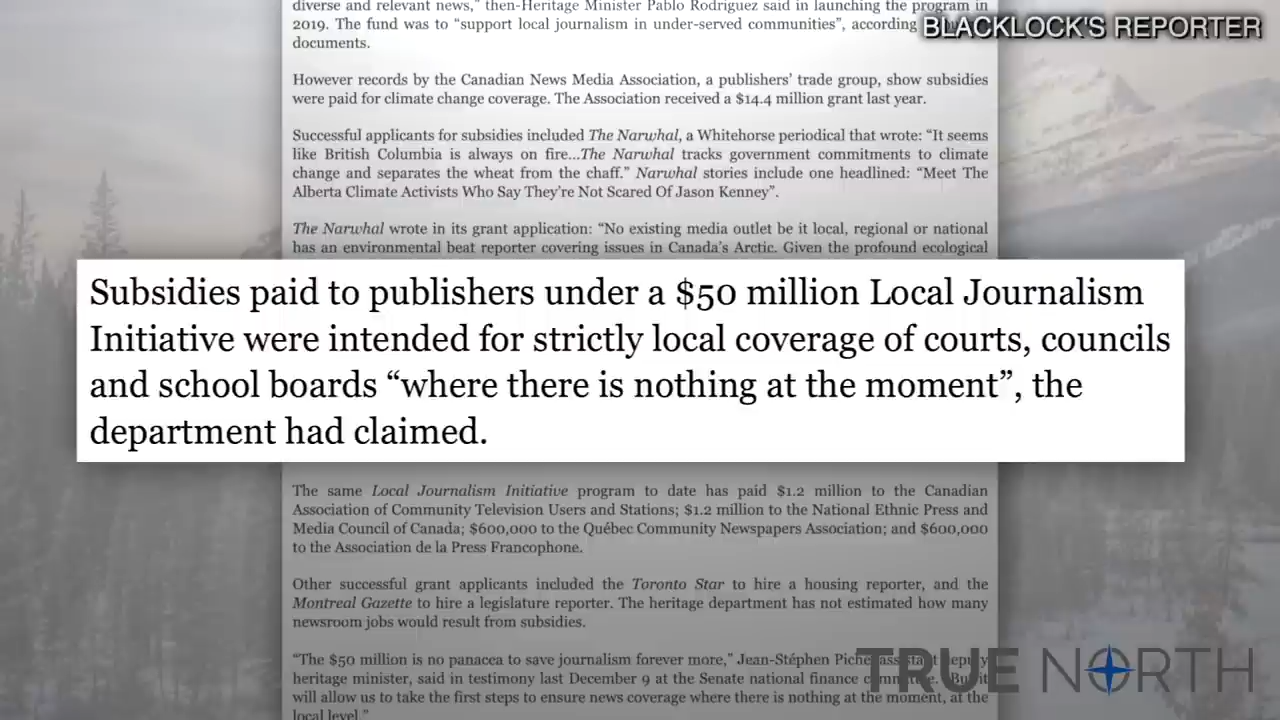 diverse and relevant news,” then-Heritage Minister Pablo Rodriguez said in launching the program in
BLACKLOCK'S REPORTER
2019. The fund was to “support local journalism in under-served communities”, according
documents.
However records by the Canadian News Media Association, a publishers’ trade group, show subsidies
were paid for climate change coverage. The Association received a $14.4 million grant last year.
Successful applicants for subsidies included The Narwhal, a Whitehorse periodical that wrote: “It seems
like British Columbia is always on fire…The Narwhal tracks government commitments to climate
change and separates the wheat from the chaff.” Narwhal stories include one headlined: “Meet The
Alberta Climate Activists Who Say They’re Not Scared Of Jason Kenney”.
The Narwhal wrote in its grant application: “No existing media outlet be it local, regional or national
has an environmental beat reporter covering issues in Canada’s Arctic. Given the profound ecological
Subsidies paid to publishers under a $50 million Local Journalism
Initiative were intended for strictly local coverage of courts, councils
and school boards “where there is nothing at the moment”, the
department had claimed.
The same Local Journalism Initiative program to date has paid $1.2 million to the Canadian
Association of Community Television Users and Stations; $1.2 million to the National Ethnic Press and
Media Council of Canada; $600,000 to the Québec Community Newspapers Association; and $600,000
to the Association de la Press Francophone.
Other successful grant applicants included the Toronto Star to hire a housing reporter, and the
Montreal Gazette to hire a legislature reporter. The heritage department has not estimated how many
newsroom jobs would result from subsidies.
“The $50 million is no panacea to save journalism forever more,” Jean-Stéphen Piché, assistant deputy
heritage minister, said in testimony last December 9 at the Senate national finance committee. “But it
will allow us to take the first steps to ensure news coverage where there is nothing at the moment, at the
local level.”
TRUE NORTH